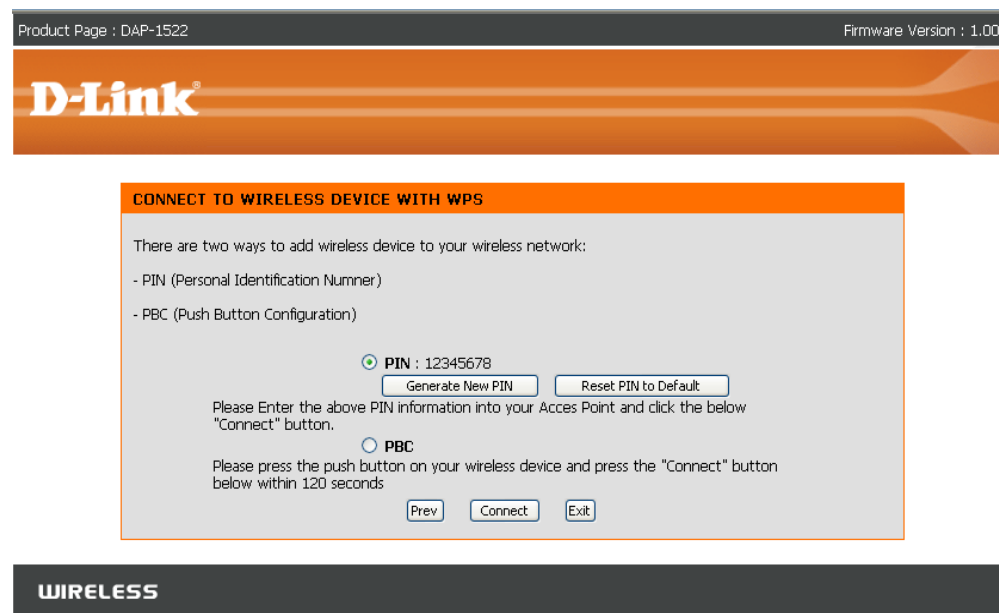 Product Page : DAP-1522
Firmware Version : 1.00
D-Link®
CONNECT TO WIRELESS DEVICE WITH WPS
There are two ways to add wireless device to your wireless network:
- PIN (Personal Identification Numner)
- PBC (Push Button Configuration)
PIN : 12345678
Generate New PIN
Reset PIN to Default
Please Enter the above PIN information into your Acces Point and click the below
"Connect" button.
PBC
Please press the push button on your wireless device and press the "Connect" button
below within 120 seconds
Prev
Connect
Exit
WIRELESS